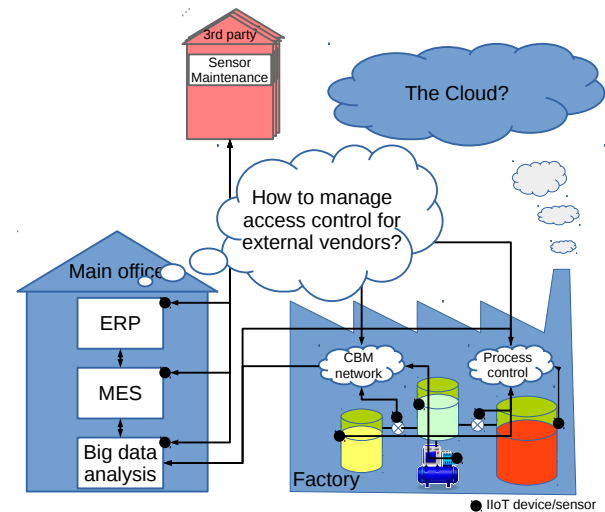 3rd party
Sensor
Maintenance
The Cloud?
How to manage
access control for
external vendors?
Main office
ERP
MES
Big data
analysis
CBM
network
Process
control
Factory
IIoT device/sensor